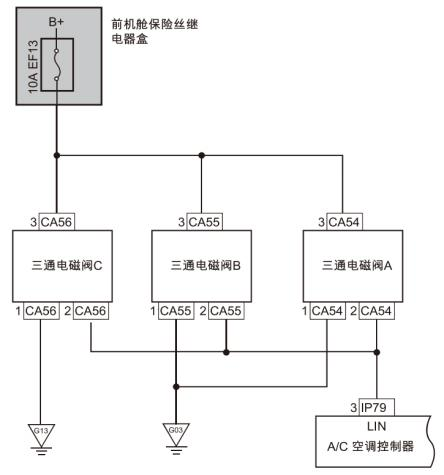 前机舱保险丝继
电器盒
B+
10A EF13
3 CA56
3 CA55
3 CA54
三通电磁阀C
三通电磁阀B
三通电磁阀A
1 CA56 2 CA56
1 CA55 2 CA55
1 CA54 2 CA54
G13
G03
3 IP79
LIN
A/C 空调控制器